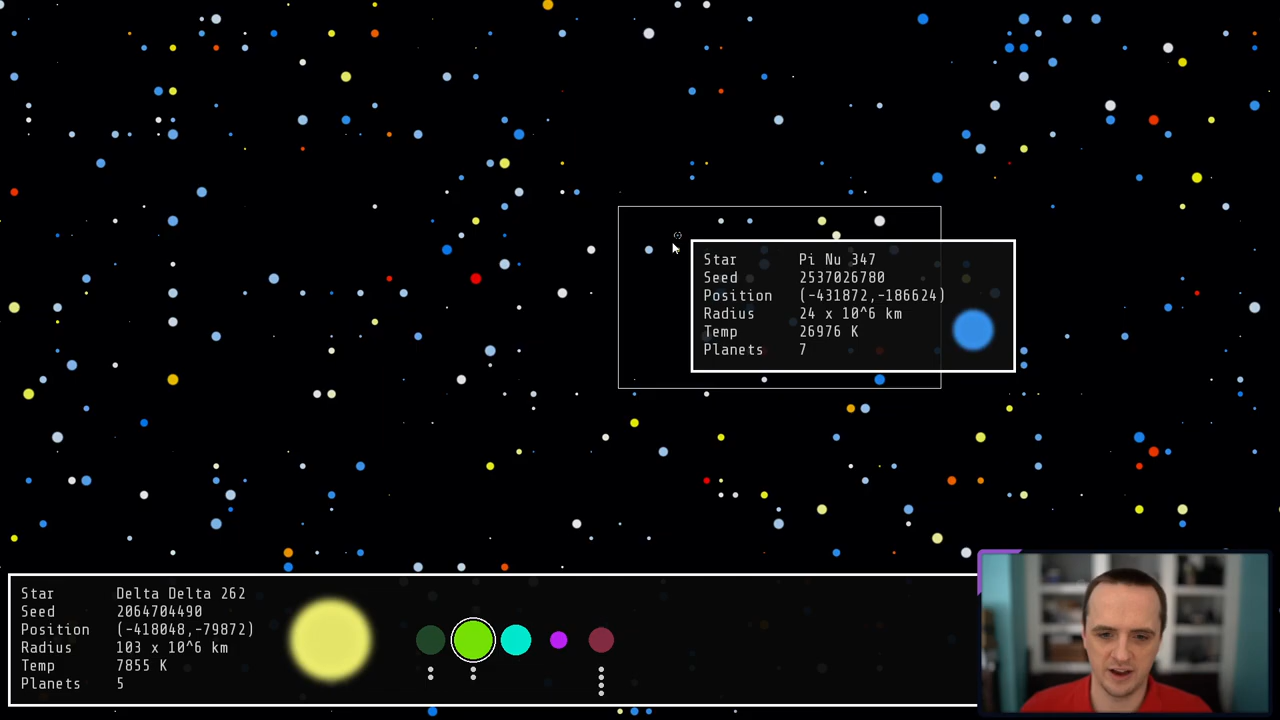 Star Pi Nu 347
Seed 2537026780
Position (-431872,-186624)
Radius 24 x 10^6 km
Temp 26976 K
Planets 7
Star Delta Delta 262
Seed 2064704490
Position (-418048,-79872)
Radius 103 x 10^6 km
Temp 7855 K
Planets 5